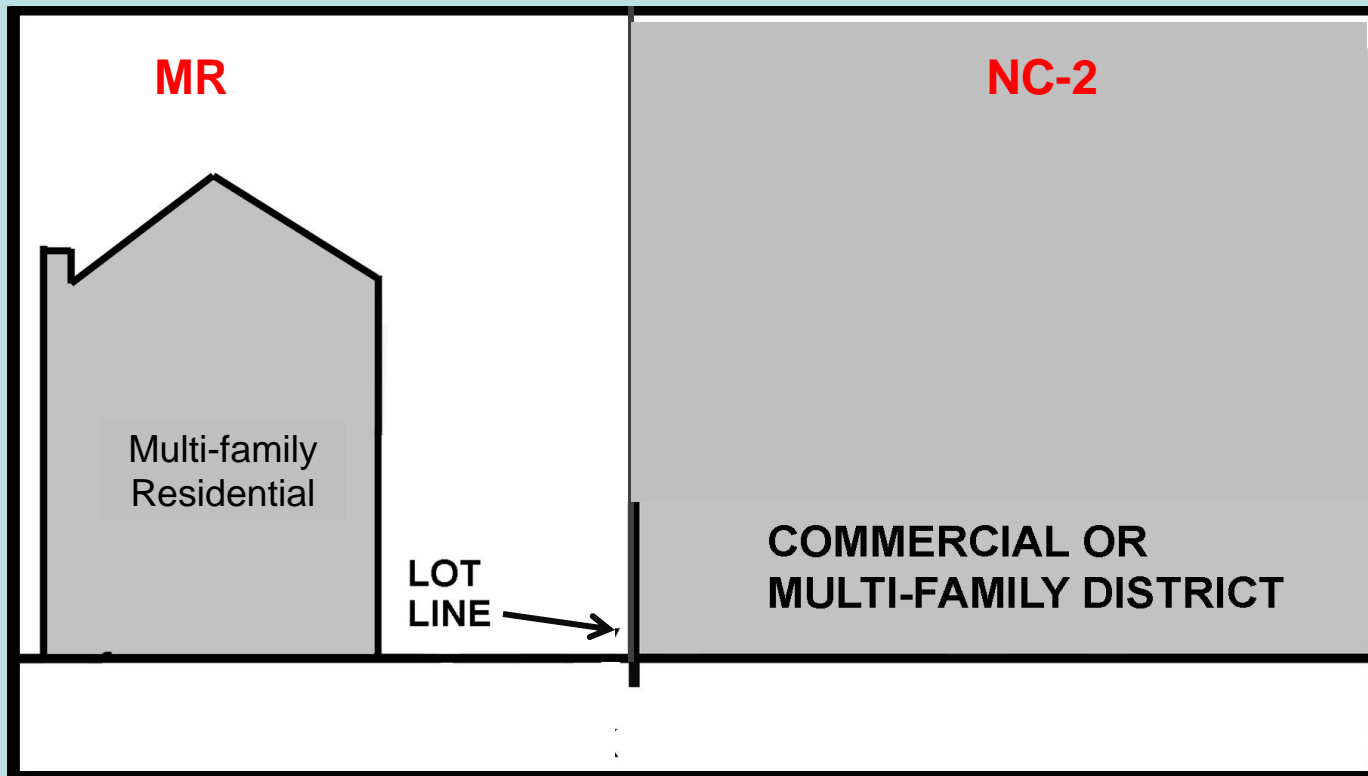 MR
NC-2
Multi-family
Residential
LOT
LINE
COMMERCIAL OR
MULTI-FAMILY DISTRICT